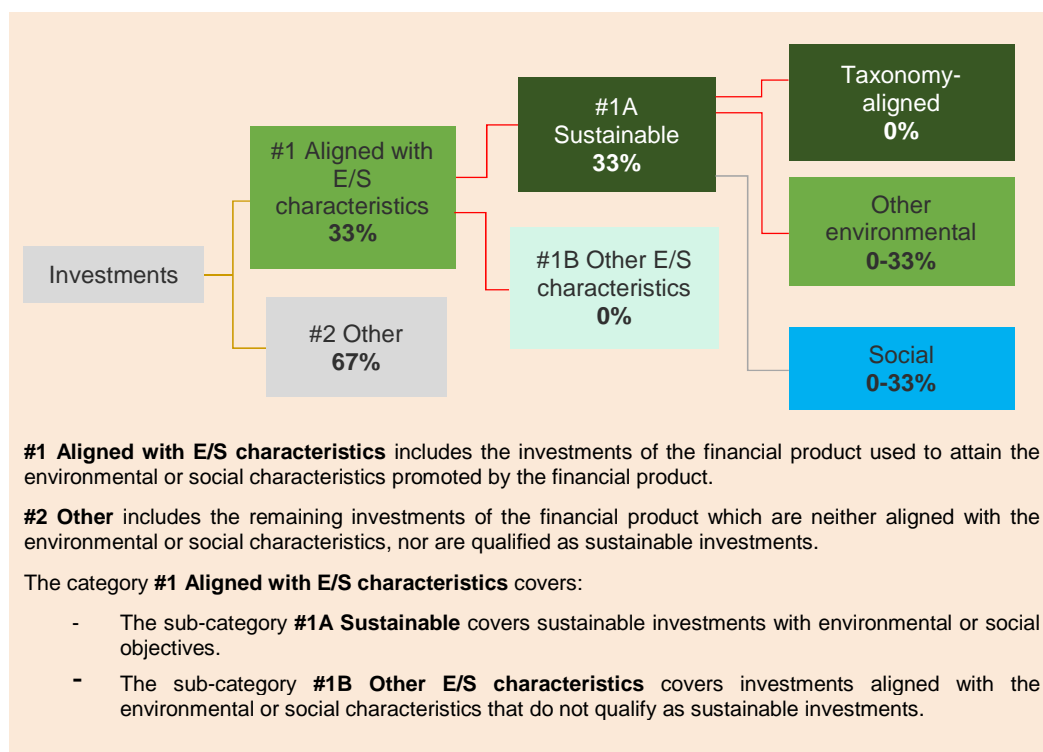 Investments
#1 Aligned with
E/S
characteristics
33%
#2 Other
67%
#1A
Sustainable
33%
#1B Other E/S
characteristics
0%
Taxonomy-
aligned
0%
Other
environmental
0-33%
Social
0-33%
#1 Aligned with E/S characteristics includes the investments of the financial product used to attain the
environmental or social characteristics promoted by the financial product.
#2 Other includes the remaining investments of the financial product which are neither aligned with the
environmental or social characteristics, nor are qualified as sustainable investments.
The category #1 Aligned with E/S characteristics covers:
- The sub-category #1A Sustainable covers sustainable investments with environmental or social
objectives.
- The sub-category #1B Other E/S characteristics covers investments aligned with the
environmental or social characteristics that do not qualify as sustainable investments.